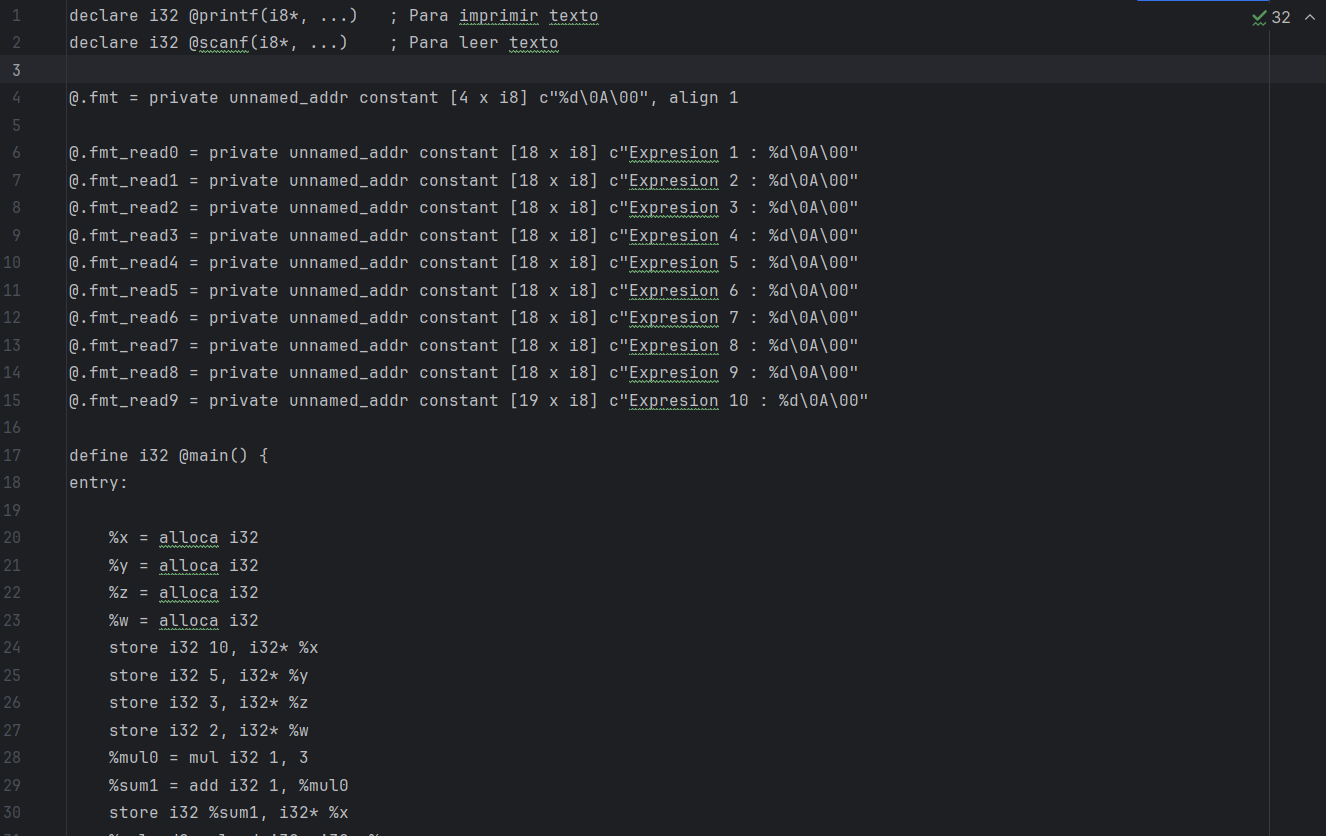 1 declare i32 @printf(i8*, ...)   ; Para imprimir texto
32
2 declare i32 @scanf(i8*, ...)    ; Para leer texto
3
4 @.fmt = private unnamed_addr constant [4 x i8] c"%d\0A\00", align 1
5
6 @.fmt_read0 = private unnamed_addr constant [18 x i8] c"Expresion 1 : %d\0A\00"
7 @.fmt_read1 = private unnamed_addr constant [18 x i8] c"Expresion 2 : %d\0A\00"
8 @.fmt_read2 = private unnamed_addr constant [18 x i8] c"Expresion 3 : %d\0A\00"
9 @.fmt_read3 = private unnamed_addr constant [18 x i8] c"Expresion 4 : %d\0A\00"
10 @.fmt_read4 = private unnamed_addr constant [18 x i8] c"Expresion 5 : %d\0A\00"
11 @.fmt_read5 = private unnamed_addr constant [18 x i8] c"Expresion 6 : %d\0A\00"
12 @.fmt_read6 = private unnamed_addr constant [18 x i8] c"Expresion 7 : %d\0A\00"
13 @.fmt_read7 = private unnamed_addr constant [18 x i8] c"Expresion 8 : %d\0A\00"
14 @.fmt_read8 = private unnamed_addr constant [18 x i8] c"Expresion 9 : %d\0A\00"
15 @.fmt_read9 = private unnamed_addr constant [19 x i8] c"Expresion 10 : %d\0A\00"
16
17 define i32 @main() {
18 entry:
19
20     %x = alloca i32
21     %y = alloca i32
22     %z = alloca i32
23     %w = alloca i32
24     store i32 10, i32* %x
25     store i32 5, i32* %y
26     store i32 3, i32* %z
27     store i32 2, i32* %w
28     %mul0 = mul i32 1, 3
29     %sum1 = add i32 1, %mul0
30     store i32 %sum1, i32* %x